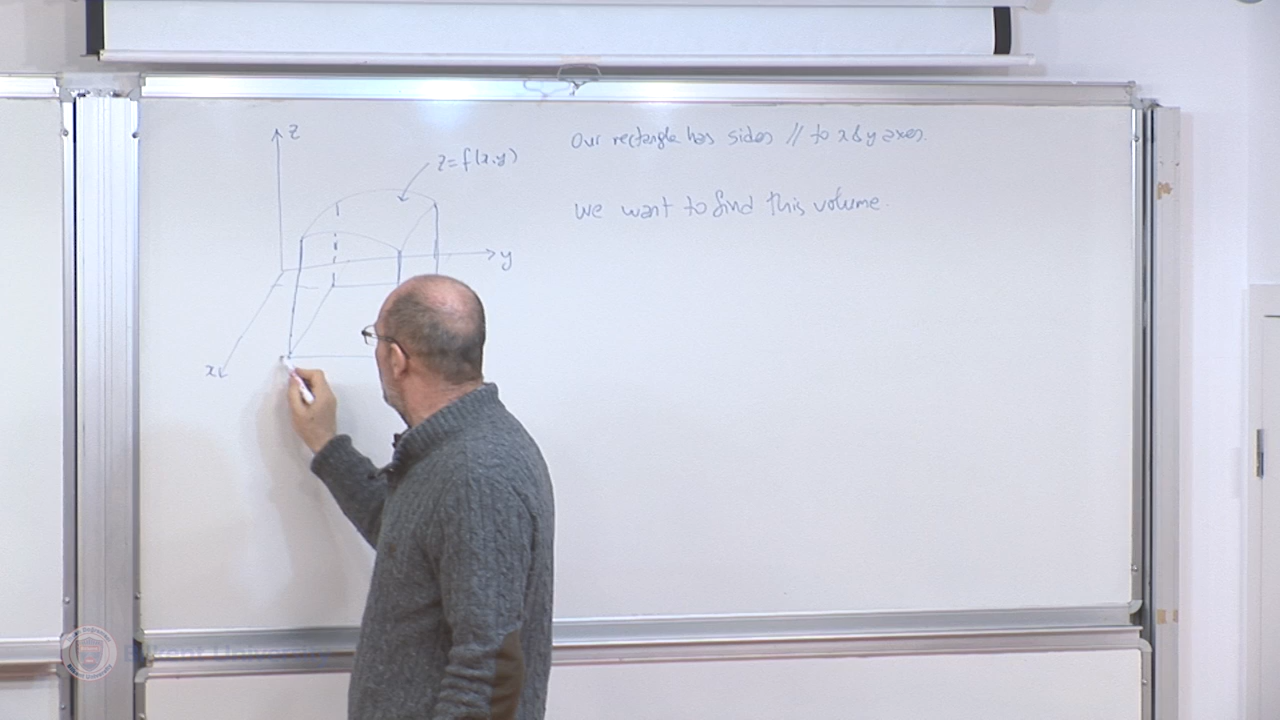 z
z=f(x,y)
y
x
Our rectangle has sides // to x & y axes.
We want to find this volume.